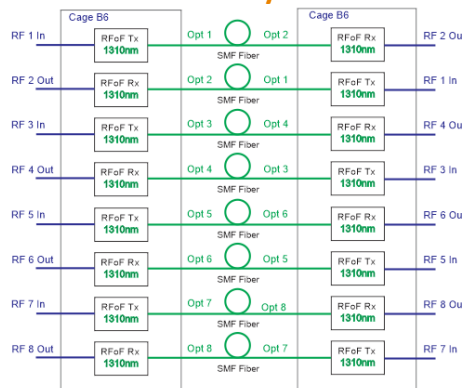 Cage B6 Cage B6
RF 1 In RFoF Tx 1310nm Opt 1 Opt 2 RFoF Rx 1310nm RF 2 Ou
SMF Fiber
RF 2 Out RFoF Rx 1310nm Opt 2 Opt 1 RFoF Tx 1310nm RF 1 In
SMF Fiber
RF 3 In RFoF Tx 1310nm Opt 3 Opt 4 RFoF Rx 1310nm RF 4 Ou
SMF Fiber
RF 4 Out RFoF Rx 1310nm Opt 4 Opt 3 RFoF Tx 1310nm RF 3 In
SMF Fiber
RF 5 In RFoF Tx 1310nm Opt 5 Opt 6 RFoF Rx 1310nm RF 6 Ou
SMF Fiber
RF 6 Out RFoF Rx 1310nm Opt 6 Opt 5 RFoF Tx 1310nm RF 5 In
SMF Fiber
RF 7 In RFoF Tx 1310nm Opt 7 Opt 8 RFoF Rx 1310nm RF 8 Ou
SMF Fiber
RF 8 Out RFoF Rx 1310nm Opt 8 Opt 7 RFoF Tx 1310nm RF 7 In
SMF Fiber